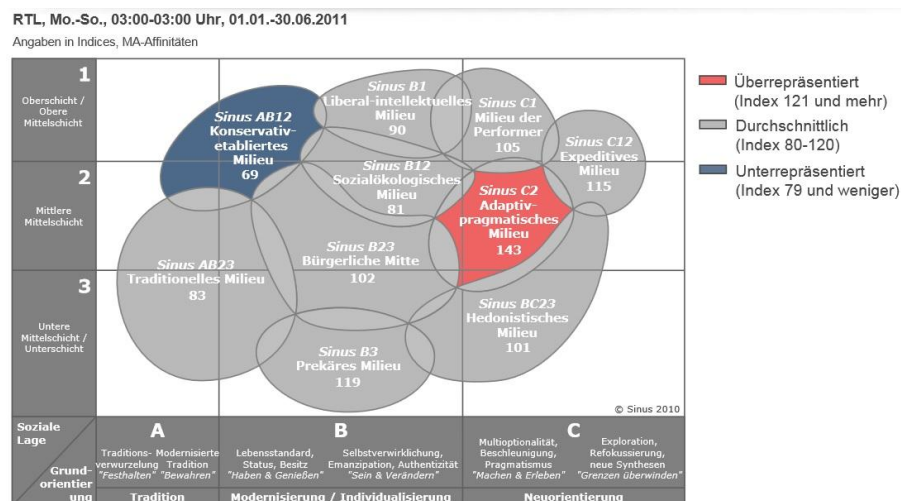 RTL, Mo.-So., 03:00-03:00 Uhr, 01.01.-30.06.2011
Angaben in Indices, MA-Affinitäten
1
Oberschicht /
Obere
Mittelschicht
2
Mittlere
Mittelschicht
3
Untere
Mittelschicht /
Unterschicht
Sinus AB12
Konservativ-
etabliertes
Milieu
69
Sinus B1
Liberal-intellektuelles
Milieu
90
Sinus C1
Milieu der
Performer
105
Sinus C12
Expeditives
Milieu
115
Sinus B12
Sozialökologisches
Milieu
81
Sinus C2
Adaptiv-
pragmatisches
Milieu
143
Sinus AB23
Traditionelles Milieu
83
Sinus B23
Bürgerliche Mitte
102
Sinus BC23
Hedonistisches
Milieu
101
Sinus B3
Prekäres Milieu
119
Überrepräsentiert
(Index 121 und mehr)
Durchschnittlich
(Index 80-120)
Unterrepräsentiert
(Index 79 und weniger)
© Sinus 2010
Soziale
Lage
Grund-
orientier
ung
A
Traditions-
verwurzelung
"Festhalten"
Modernisierte
Tradition
"Bewahren"
Tradition
B
Lebensstandard,
Status, Besitz
"Haben & Genießen"
Selbstverwirklichung,
Emanzipation, Authentizität
"Sein & Verändern"
Modernisierung / Individualisierung
C
Multioptionalität,
Beschleunigung,
Pragmatismus
"Machen & Erleben"
Exploration,
Refokussierung,
neue Synthesen
"Grenzen überwinden"
Neuorientierung